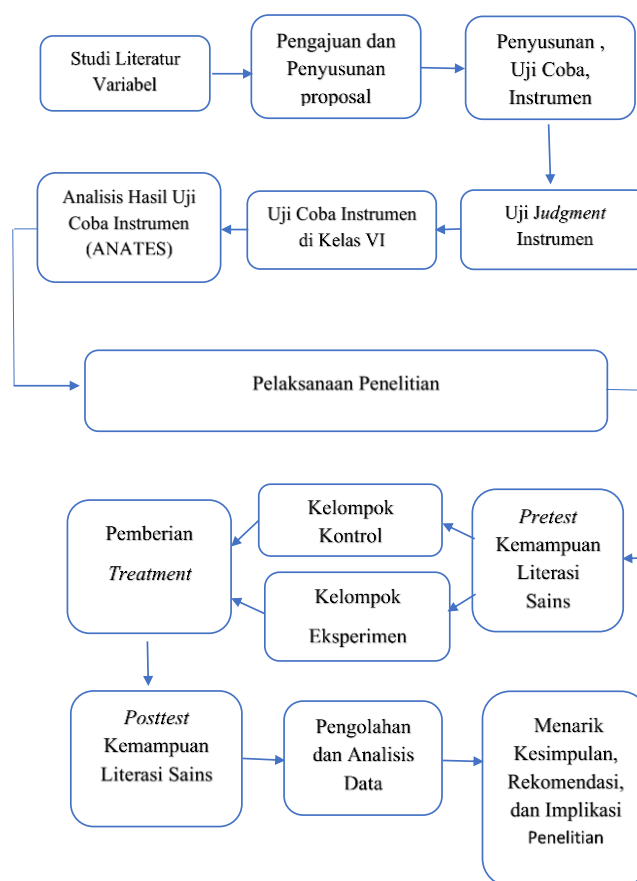 Studi Literatur
Variabel
Pengajuan dan
Penyusunan
proposal
Penyusunan ,
Uji Coba,
Instrumen
Uji Judgment
Instrumen
Uji Coba Instrumen
di Kelas VI
Analisis Hasil Uji
Coba Instrumen
(ANATES)
Pelaksanaan Penelitian
Pretest
Kemampuan
Literasi
Sains
Kelompok
Kontrol
Kelompok
Eksperimen
Pemberian
Treatment
Posttest
Kemampuan
Literasi Sains
Pengolahan
dan Analisis
Data
Menarik
Kesimpulan,
Rekomendasi,
dan Implikasi
Penelitian